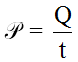 𝒫 = Q/t